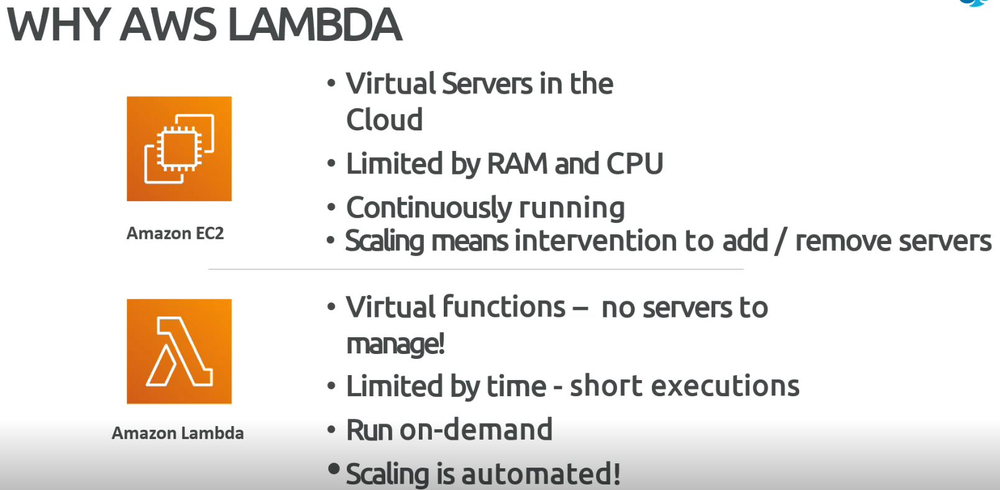 WHY AWS LAMBDA
• Virtual Servers in the
Cloud
• Limited by RAM and CPU
• Continuously running
• Scaling means intervention to add / remove servers
Amazon EC2
• Virtual functions – no servers to
manage!
• Limited by time - short executions
• Run on-demand
• Scaling is automated!
Amazon Lambda